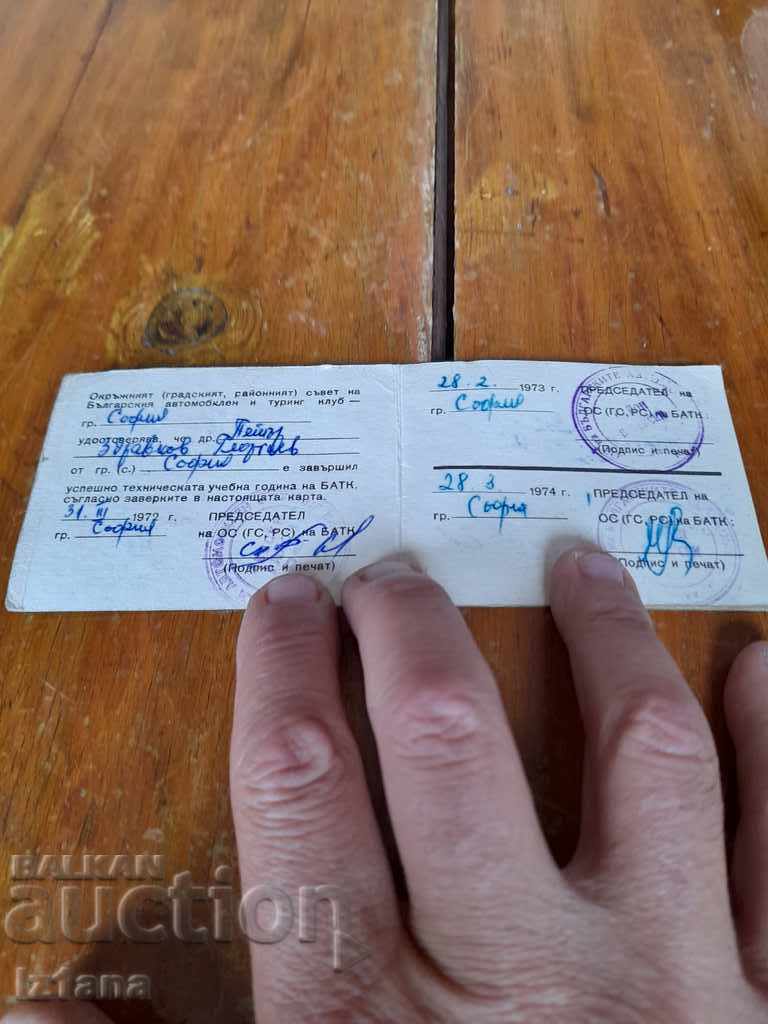 Окръжният (градският, районният) съвет на
Българския автомобклен и туринг клуб —
гр. София
удостоверява, че др. Петър
Здравков Георгиев
от гр. (с.) София е завършил
успешно техническата учебна година на БАТК,
съгласно заверките в настоящата карта.
31. III 1972 г. ПРЕДСЕДАТЕЛ
гр. София на ОС (ГС, РС) на БАТК
(Подпис и печат)
28. 2. 1973 г. ПРЕДСЕДАТЕЛ на
гр. София ОС (ГС, РС) на БАТК :
(Подпис и печат)
28 3 1974 г. ПРЕДСЕДАТЕЛ на
гр. София ОС (ГС, РС) на БАТК :
(Подпис и печат)
BALKAN
auction
iztana